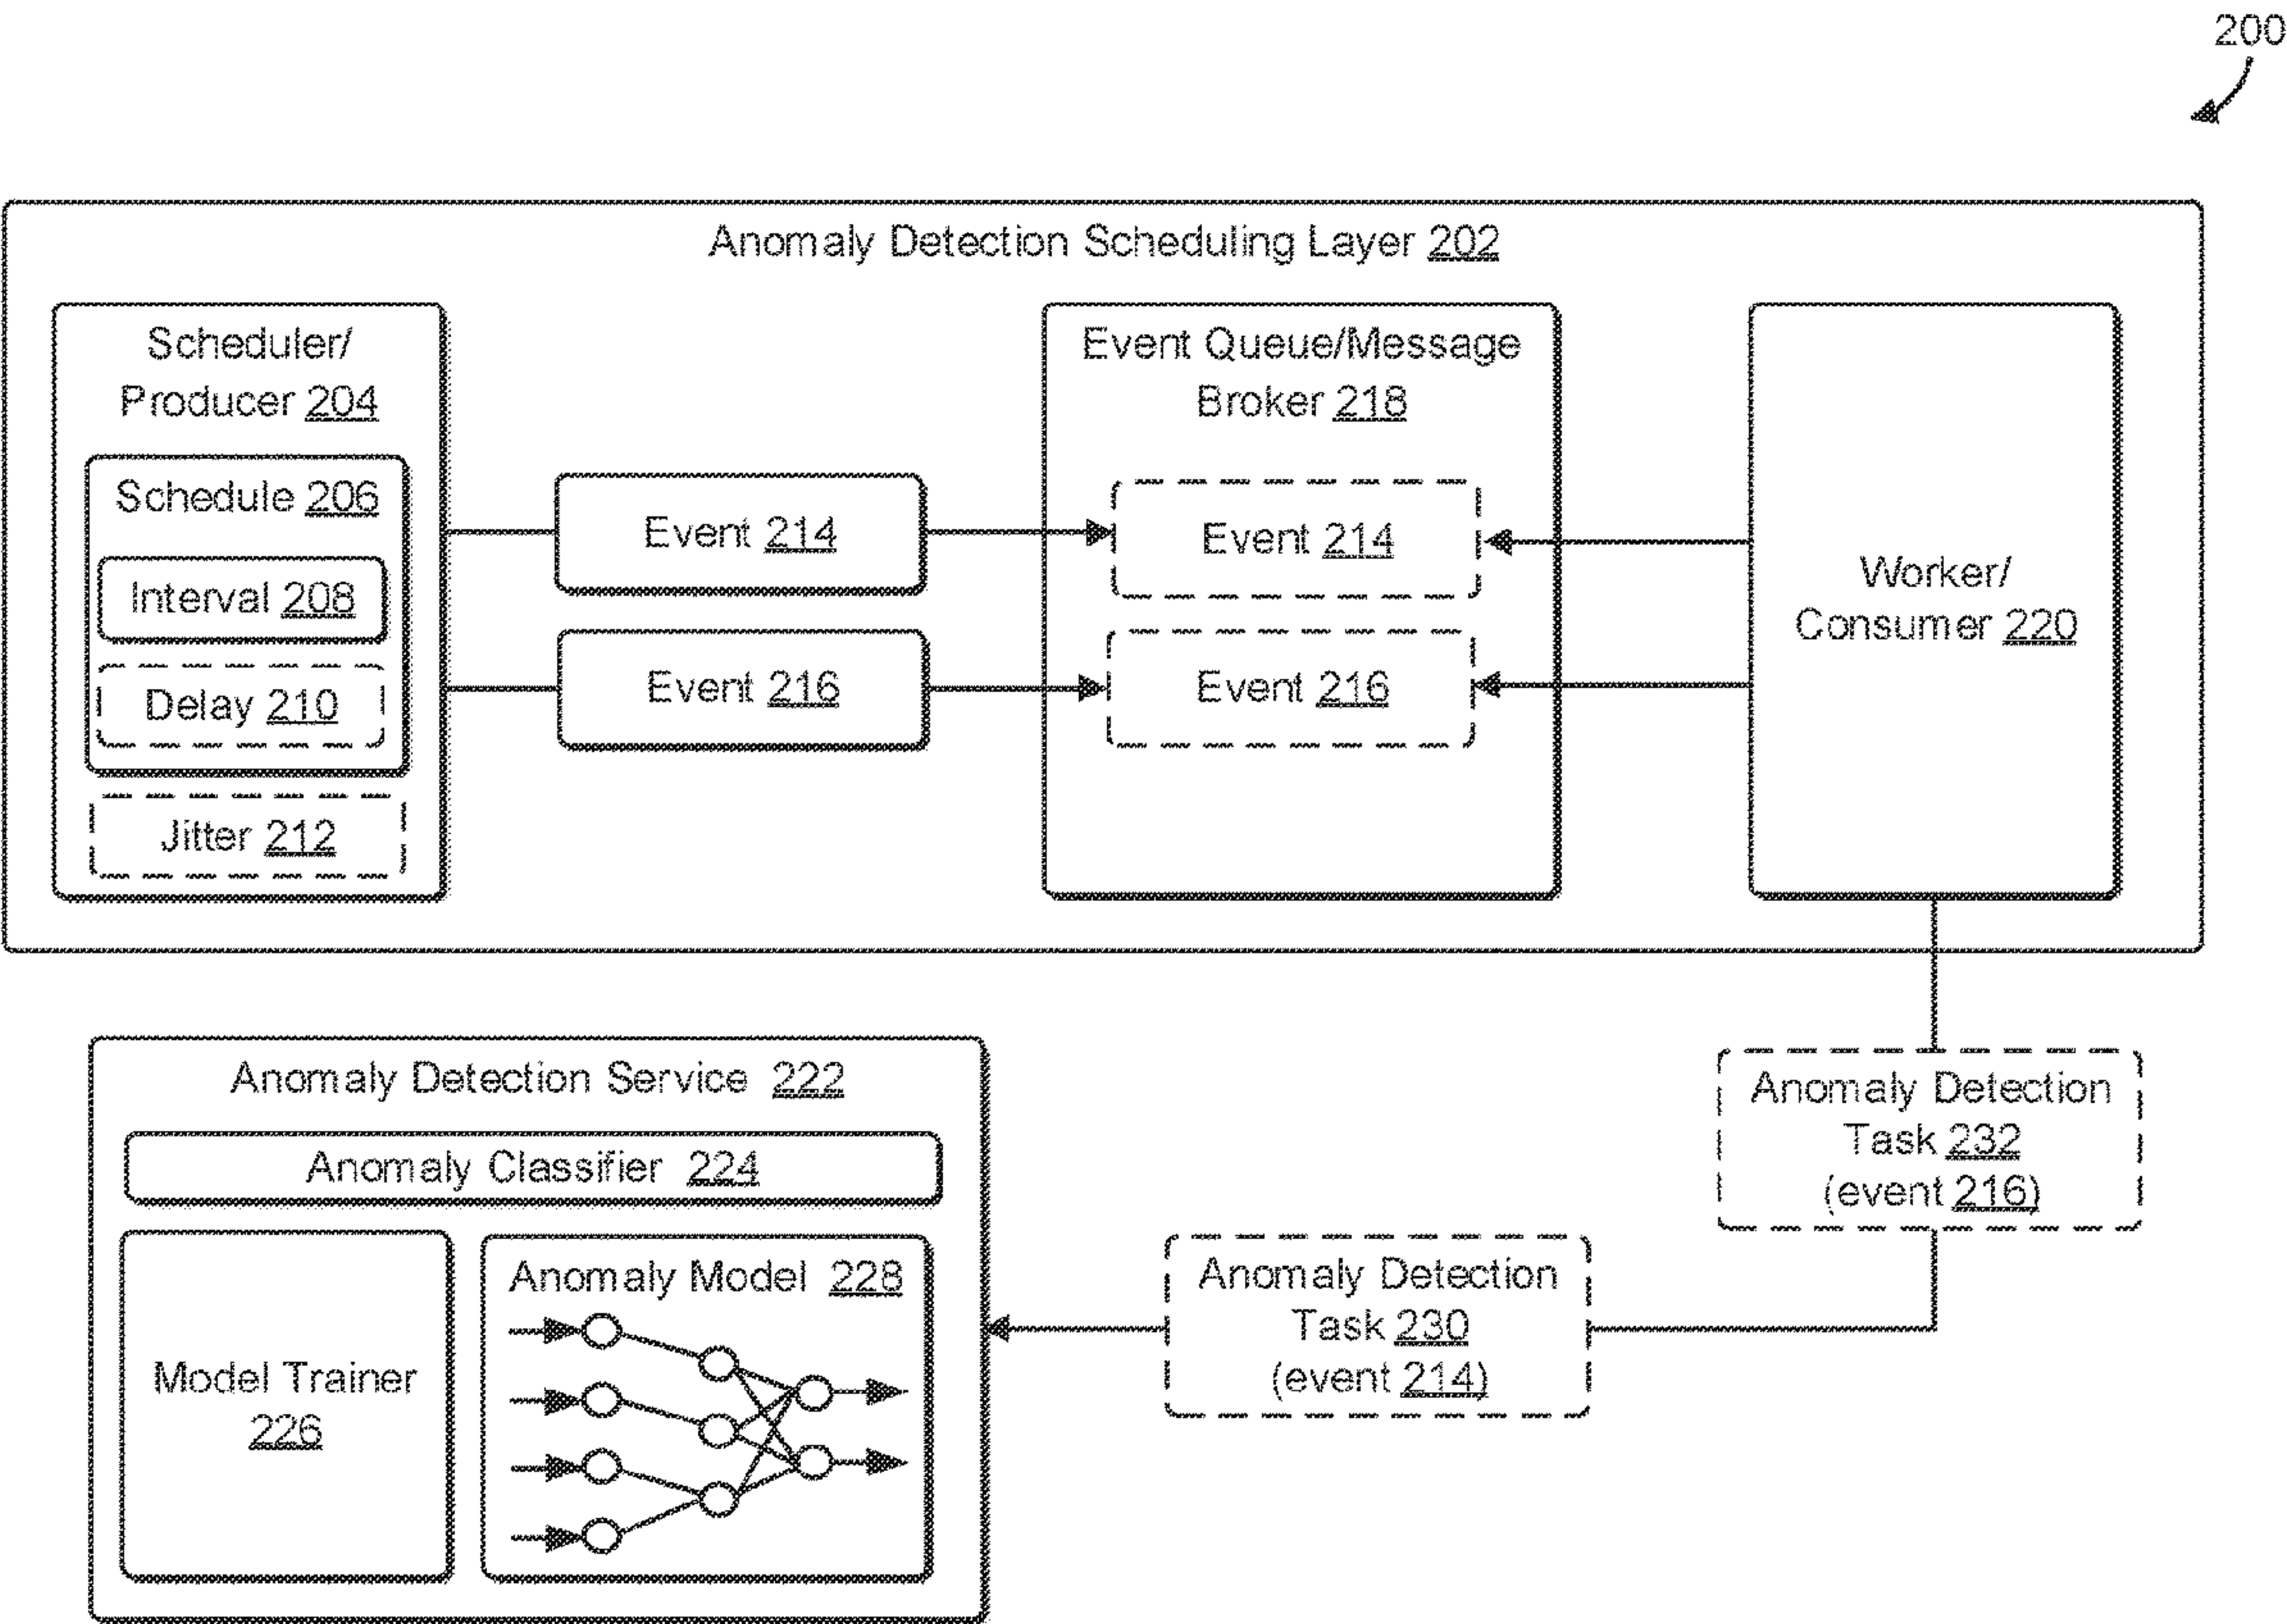 200
Anomaly Detection Scheduling Layer 202
Scheduler/
Producer 204
Schedule 206
Interval 208
Delay 210
Jitter 212
Event 214
Event 216
Event Queue/Message
Broker 218
Event 214
Event 216
Worker/
Consumer 220
Anomaly Detection Service 222
Anomaly Classifier 224
Model Trainer
226
Anomaly Model 228
Anomaly Detection
Task 230
(event 214)
Anomaly Detection
Task 232
(event 216)